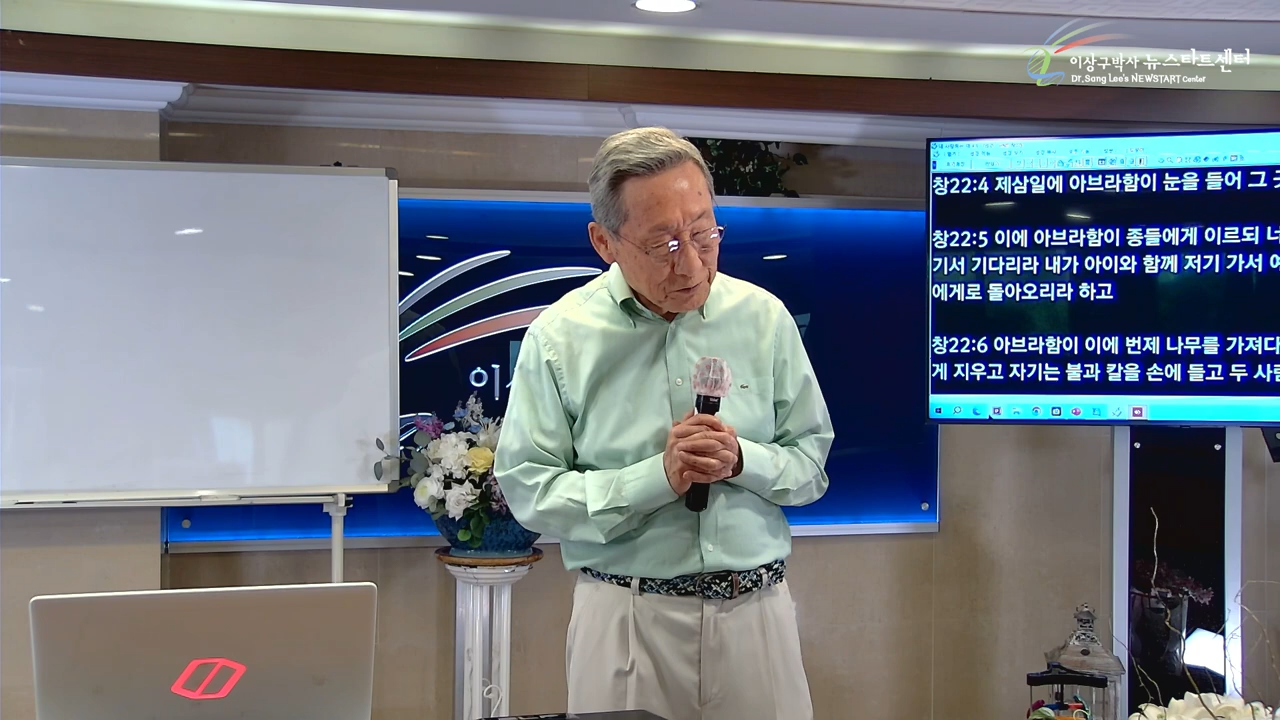 이상구박사 뉴스타트센터
Dr. Sang Lee's NEWSTART Center
창22:4 제삼일에 아브라함이 눈을 들어 그
창22:5 이에 아브라함이 종들에게 이르되
기서 기다리라 내가 아이와 함께 저기 가서
에게로 돌아오리라 하고
창22:6 아브라함이 이에 번제 나무를 가져다
게 지우고 자기는 불과 칼을 손에 들고 두